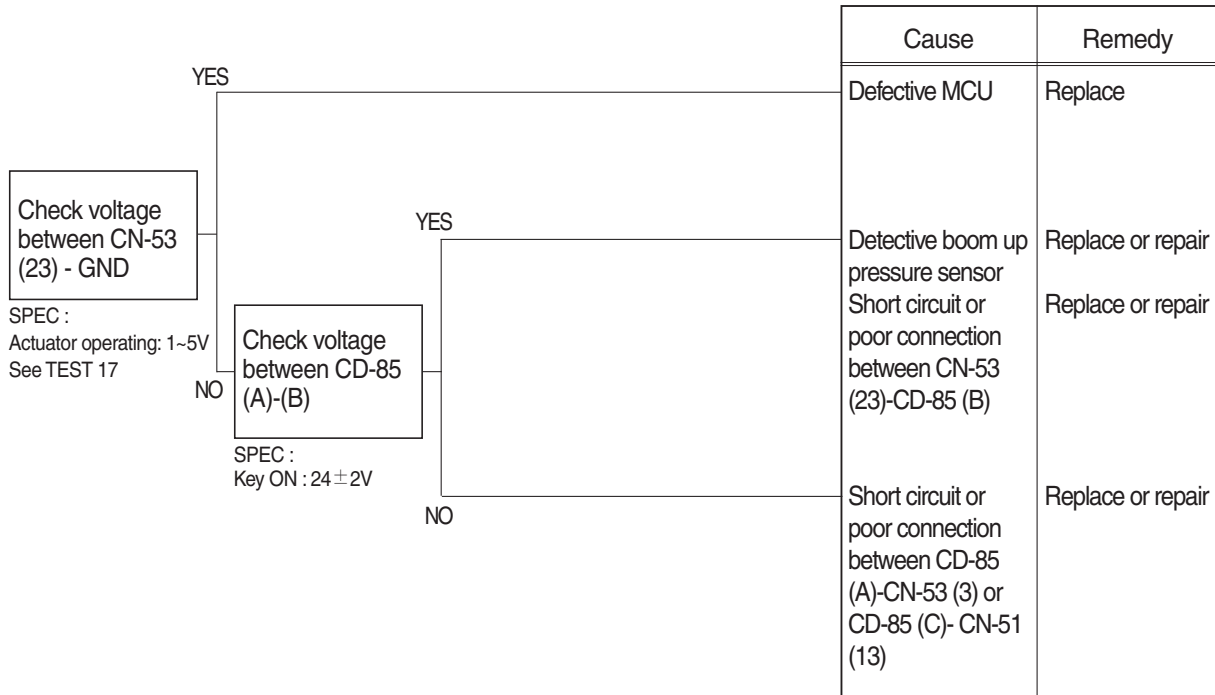 Cause
Remedy
YES
Defective MCU
Replace
Check voltage
between CN-53
(23) - GND
SPEC :
Actuator operating: 1~5V
See TEST 17
NO
YES
Detective boom up
pressure sensor
Replace or repair
Short circuit or
poor connection
between CN-53
(23)-CD-85 (B)
Replace or repair
Check voltage
between CD-85
(A)-(B)
SPEC :
Key ON : 24±2V
NO
Short circuit or
poor connection
between CD-85
(A)-CN-53 (3) or
CD-85 (C)- CN-51
(13)
Replace or repair